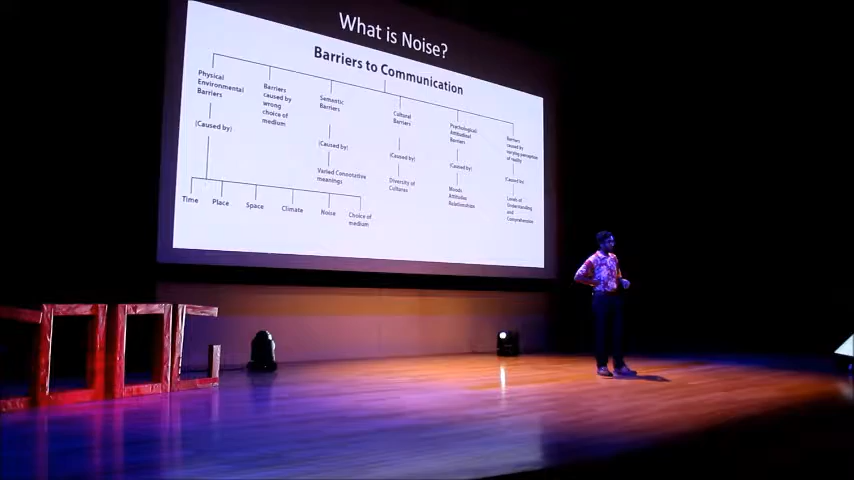 What is Noise?
Barriers to Communication
Physical
Environmental
Barriers
(Caused by)
Time
Place
Space
Climate
Noise
Choice of
medium
Barriers
caused by
wrong
choice of
medium
Semantic
Barriers
(Caused by)
Varied Connotative
meanings
Cultural
Barriers
(Caused by)
Diversity of
Cultures
Psychological
Attitudinal
Barriers
(Caused by)
Moods
Attitudes
Relationships
Barriers
caused by
varying perception
of reality
(Caused by)
Levels of
Understanding
and
Comprehension